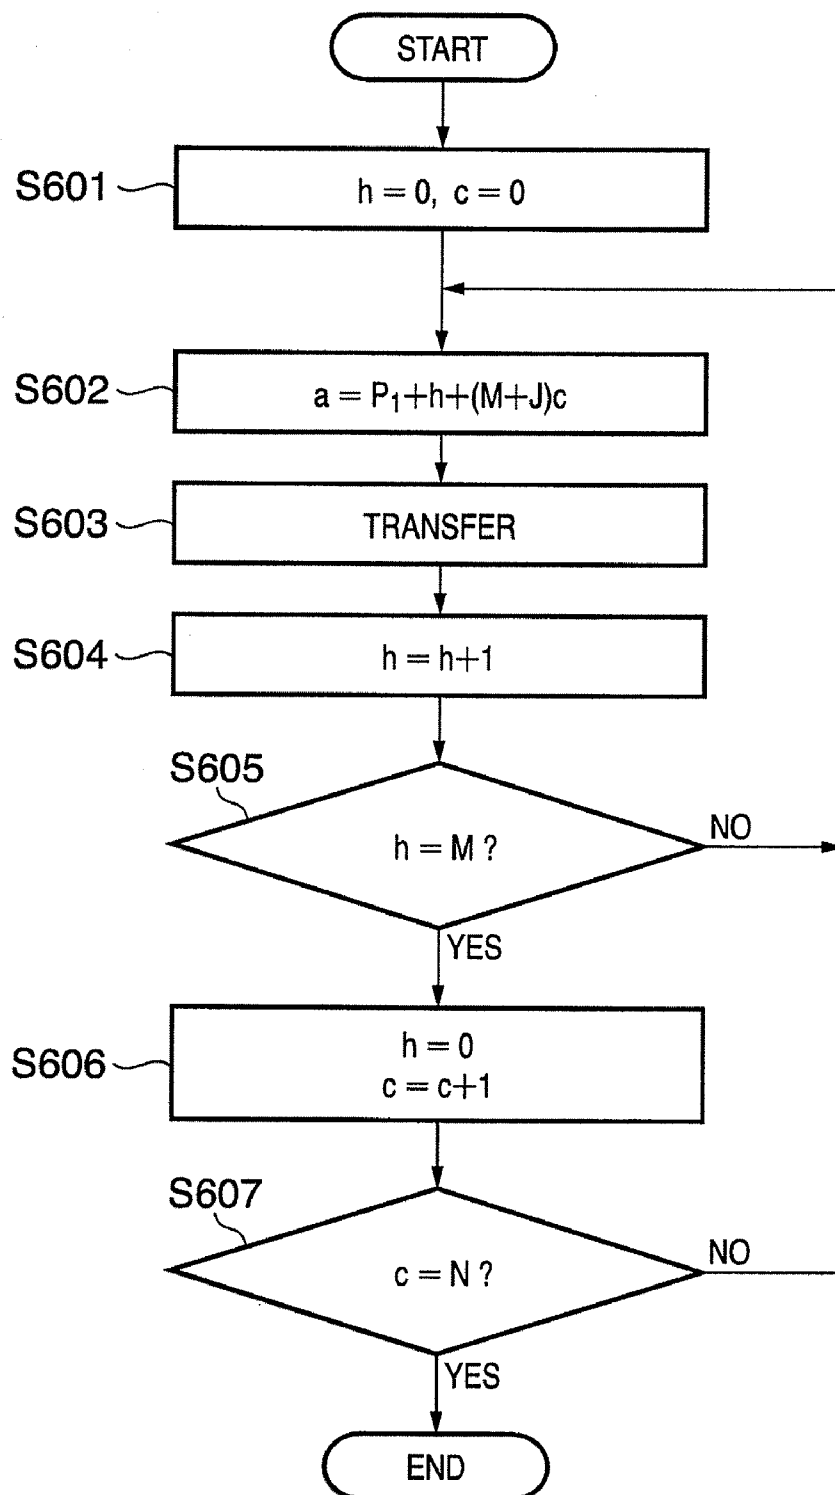 START
S601
h = 0, c = 0
S602
a = P₁+h+(M+J)c
S603
TRANSFER
S604
h = h+1
S605
h = M ?
NO
YES
S606
h = 0
c = c+1
S607
c = N ?
NO
YES
END